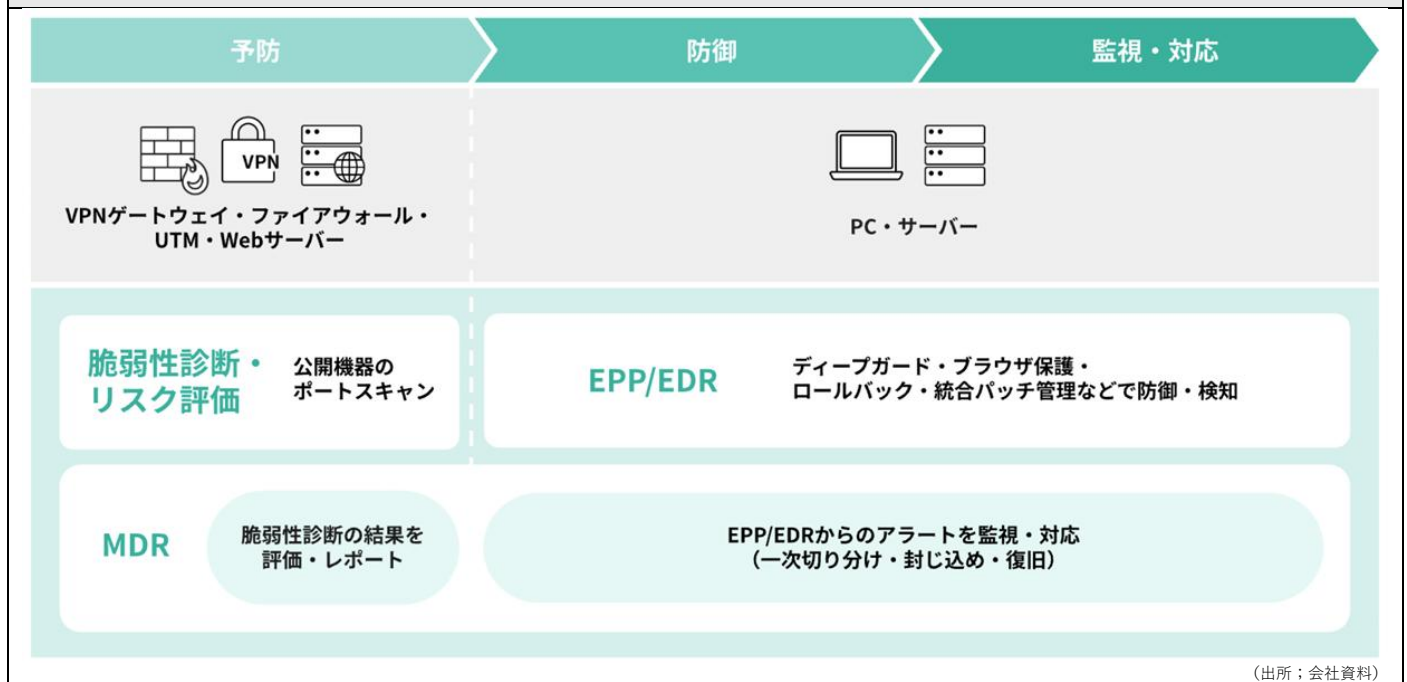 予防
防御
監視・対応
VPN
VPNゲートウェイ・ファイアウォール・
UTM・Webサーバー
PC・サーバー
脆弱性診断・
リスク評価
公開機器の
ポートスキャン
EPP/EDR
ディープガード・ブラウザ保護・
ロールバック・統合パッチ管理などで防御・検知
MDR
脆弱性診断の結果を
評価・レポート
EPP/EDRからのアラートを監視・対応
（一次切り分け・封じ込め・復旧）
（出所；会社資料）